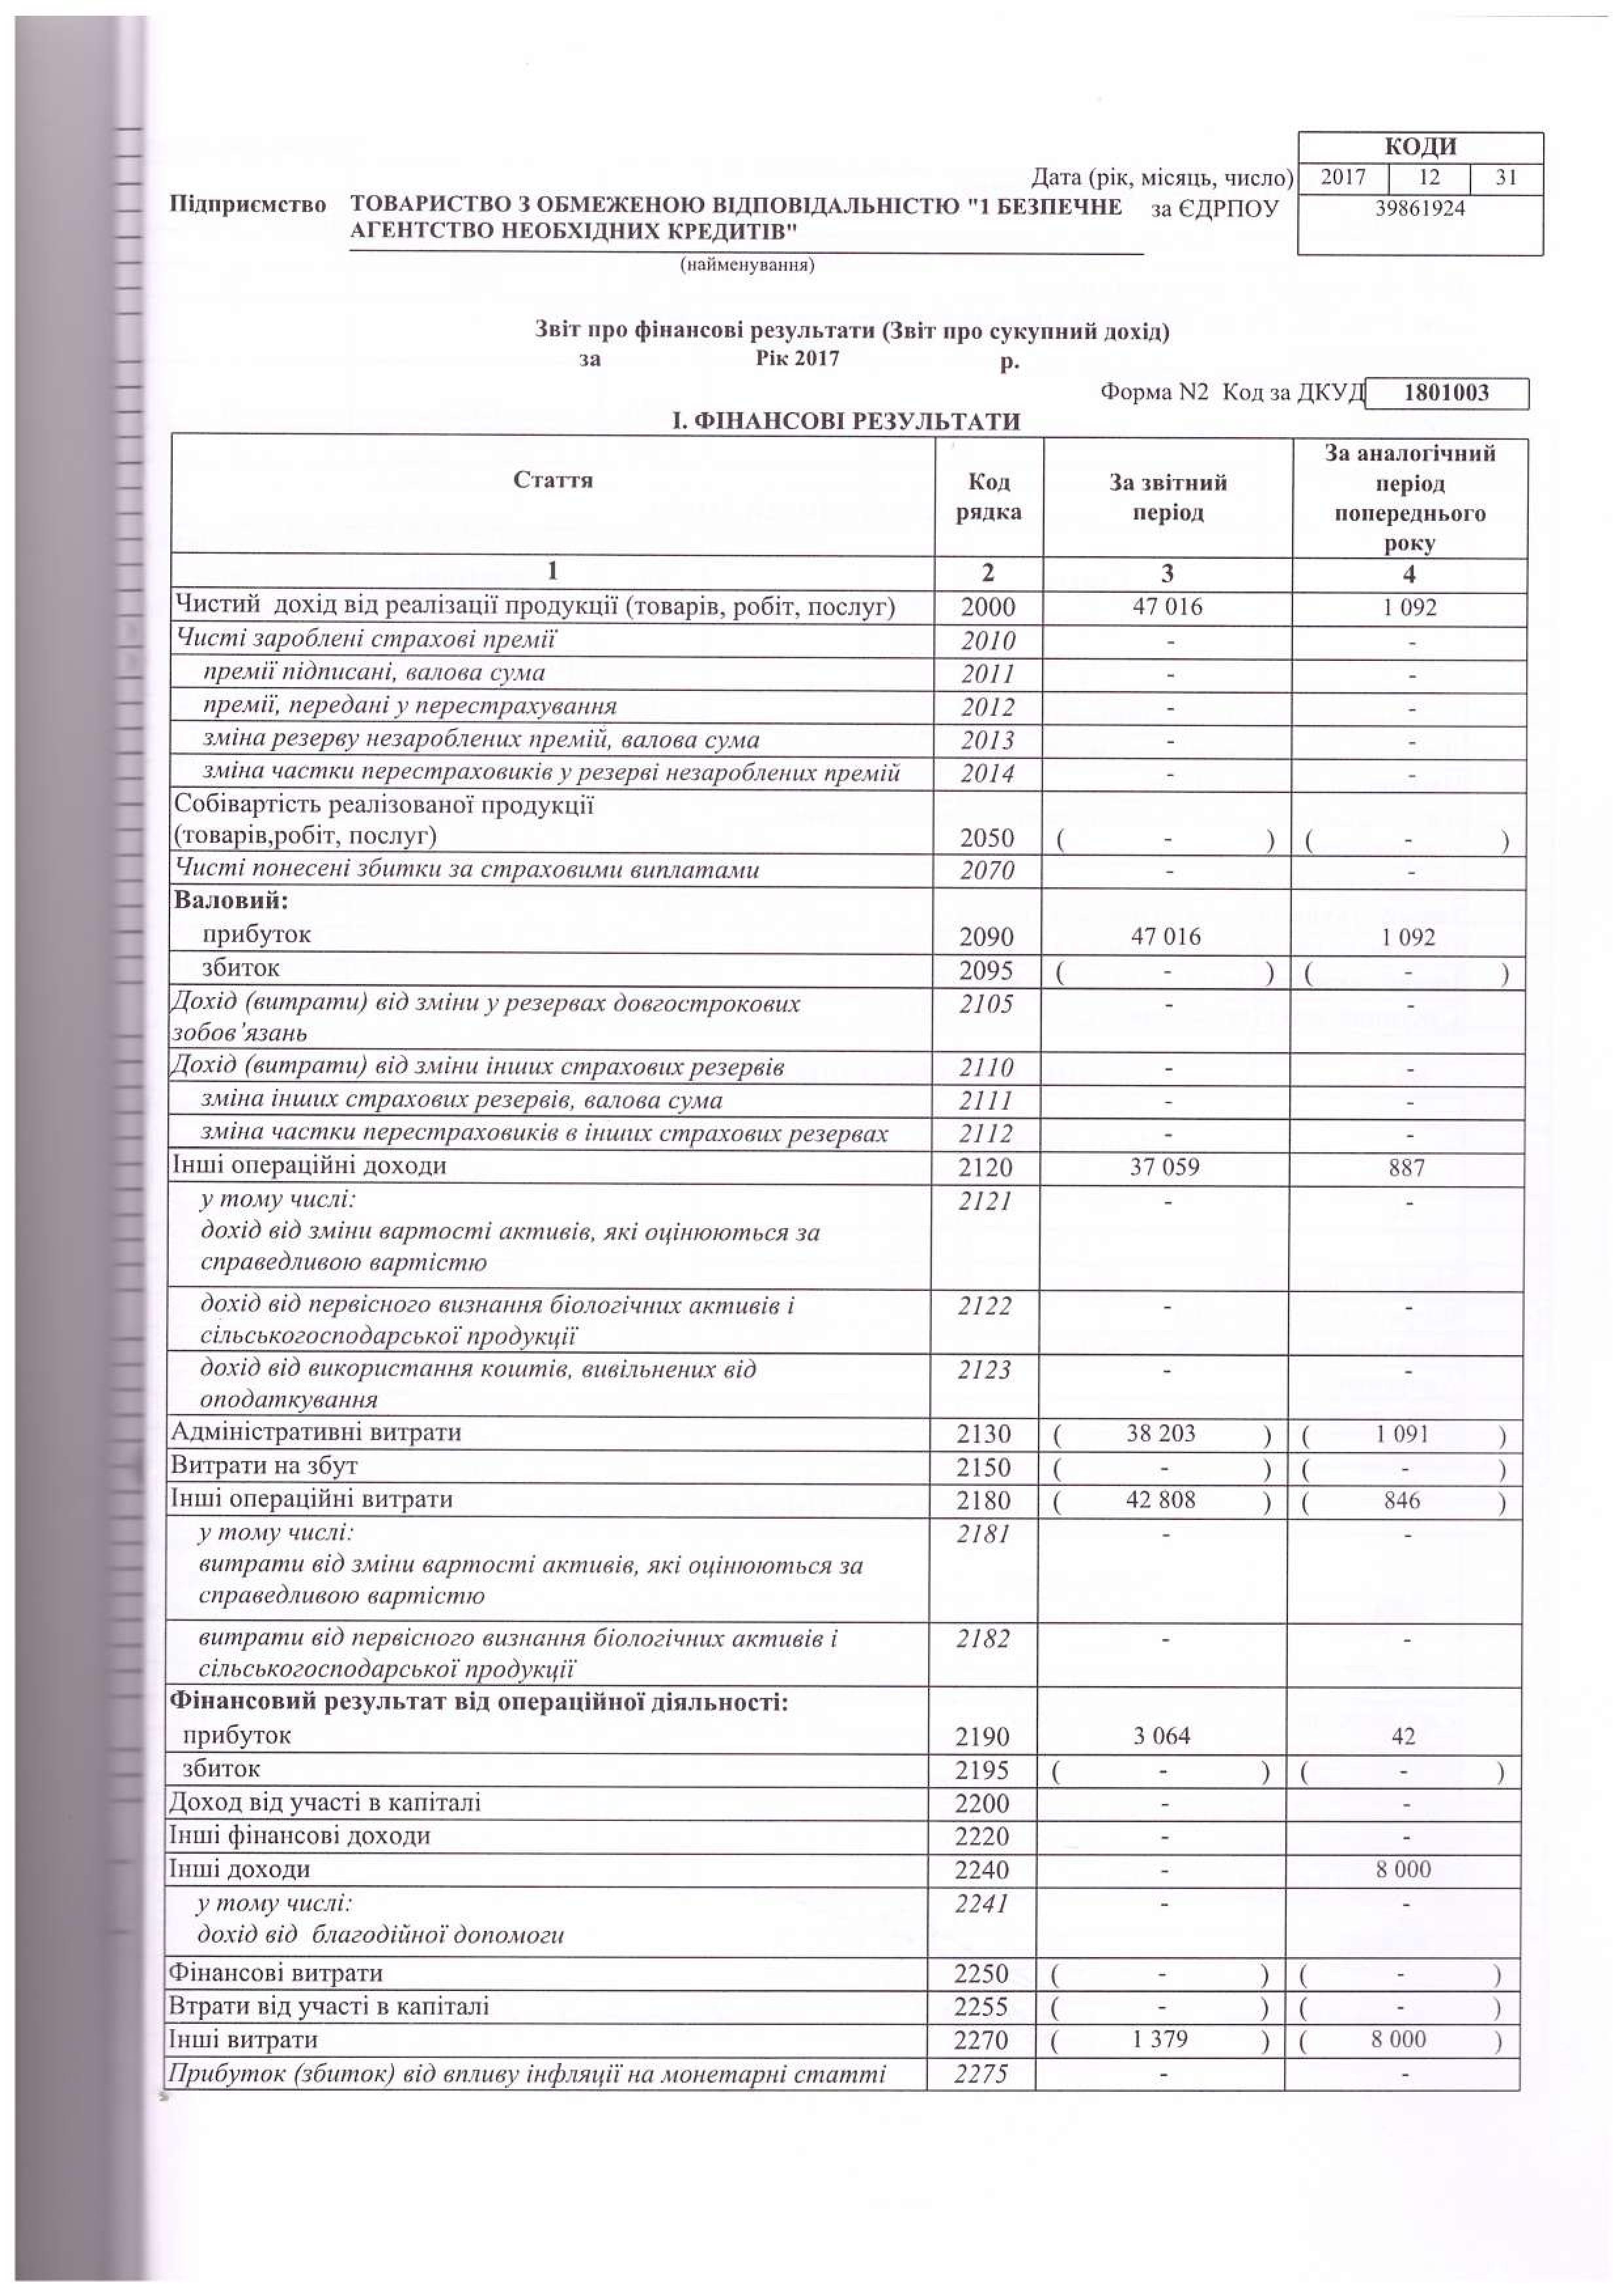 КОДИ
Дата (рік, місяць, число) 2017 12 31
Підприємство ТОВАРИСТВО З ОБМЕЖЕНОЮ ВІДПОВІДАЛЬНІСТЮ "1 БЕЗПЕЧНЕ за ЄДРПОУ 39861924
АГЕНТСТВО НЕОБХІДНИХ КРЕДИТІВ"
(найменування)
Звіт про фінансові результати (Звіт про сукупний дохід)
за Рік 2017 р.
Форма N2 Код за ДКУД 1801003
І. ФІНАНСОВІ РЕЗУЛЬТАТИ
Стаття Код рядка За звітний період За аналогічний період попереднього року
1 2 3 4
Чистий дохід від реалізації продукції (товарів, робіт, послуг) 2000 47 016 1 092
Чисті зароблені страхові премії 2010 - -
премії підписані, валова сума 2011 - -
премії, передані у перестрахування 2012 - -
зміна резерву незароблених премій, валова сума 2013 - -
зміна частки перестраховиків у резерві незароблених премій 2014 - -
Собівартість реалізованої продукції
(товарів,робіт, послуг) 2050 ( - ) ( - )
Чисті понесені збитки за страховими виплатами 2070 - -
Валовий:
прибуток 2090 47 016 1 092
збиток 2095 ( - ) ( - )
Дохід (витрати) від зміни у резервах довгострокових 2105 - -
зобов’язань
Дохід (витрати) від зміни інших страхових резервів 2110 - -
зміна інших страхових резервів, валова сума 2111 - -
зміна частки перестраховиків в інших страхових резервах 2112 - -
Інші операційні доходи 2120 37 059 887
у тому числі: 2121 - -
дохід від зміни вартості активів, які оцінюються за
справедливою вартістю
дохід від первісного визнання біологічних активів і 2122 - -
сільськогосподарської продукції
дохід від використання коштів, вивільнених від 2123 - -
оподаткування
Адміністративні витрати 2130 ( 38 203 ) ( 1 091 )
Витрати на збут 2150 ( - ) ( - )
Інші операційні витрати 2180 ( 42 808 ) ( 846 )
у тому числі: 2181 - -
витрати від зміни вартості активів, які оцінюються за
справедливою вартістю
витрати від первісного визнання біологічних активів і 2182 - -
сільськогосподарської продукції
Фінансовий результат від операційної діяльності:
прибуток 2190 3 064 42
збиток 2195 ( - ) ( - )
Доход від участі в капіталі 2200 - -
Інші фінансові доходи 2220 - -
Інші доходи 2240 - 8 000
у тому числі: 2241 - -
дохід від благодійної допомоги
Фінансові витрати 2250 ( - ) ( - )
Втрати від участі в капіталі 2255 ( - ) ( - )
Інші витрати 2270 ( 1 379 ) ( 8 000 )
Прибуток (збиток) від впливу інфляції на монетарні статті 2275 - -